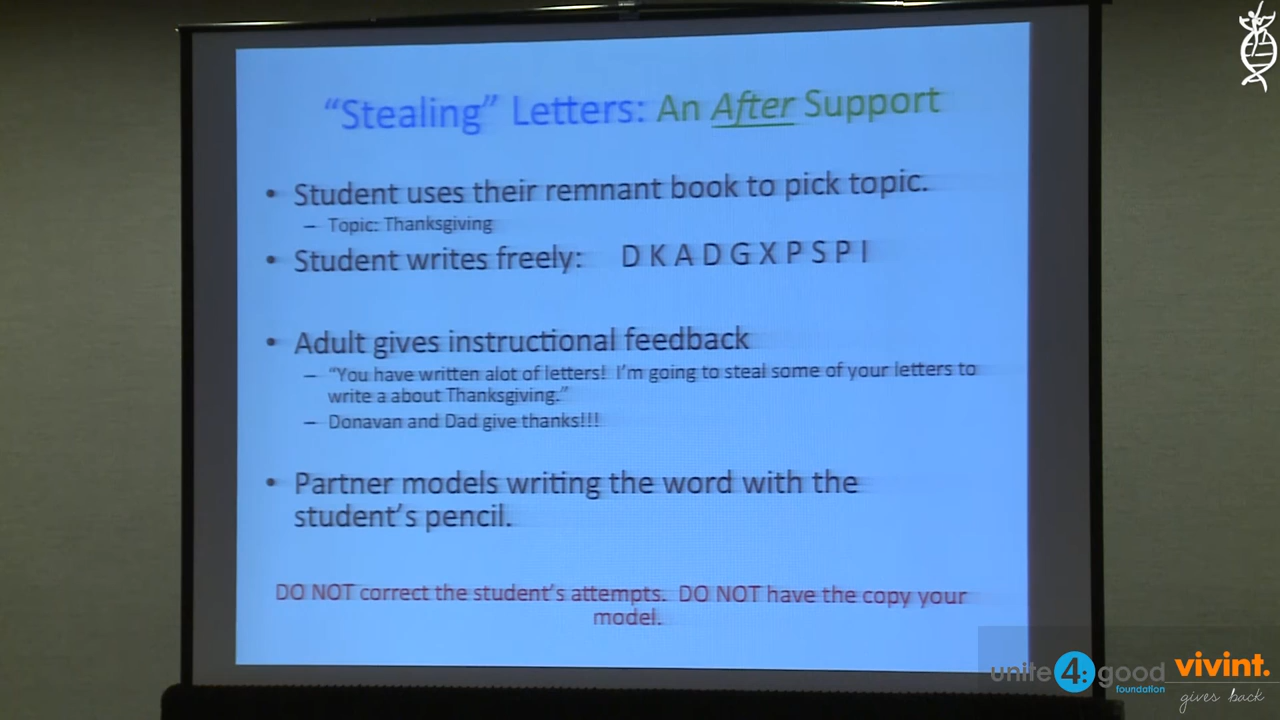 “Stealing” Letters: An After Support
• Student uses their remnant book to pick topic.
– Topic: Thanksgiving
• Student writes freely: D K A D G X P S P I
• Adult gives instructional feedback
– “You have written alot of letters! I’m going to steal some of your letters to
write a about Thanksgiving.”
– Donavan and Dad give thanks!!!
• Partner models writing the word with the
student’s pencil.
DO NOT correct the student’s attempts. DO NOT have the copy your
model.
unite 4: good
foundation
vivint.
gives back